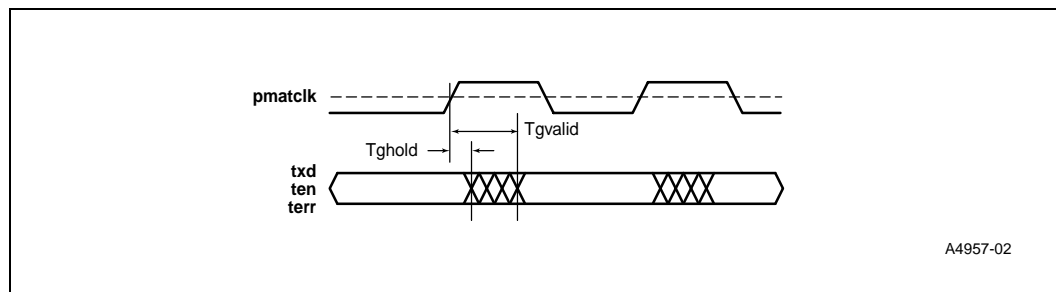 pmatclk
Tgvalid
Tghold
txd
ten
terr
A4957-02